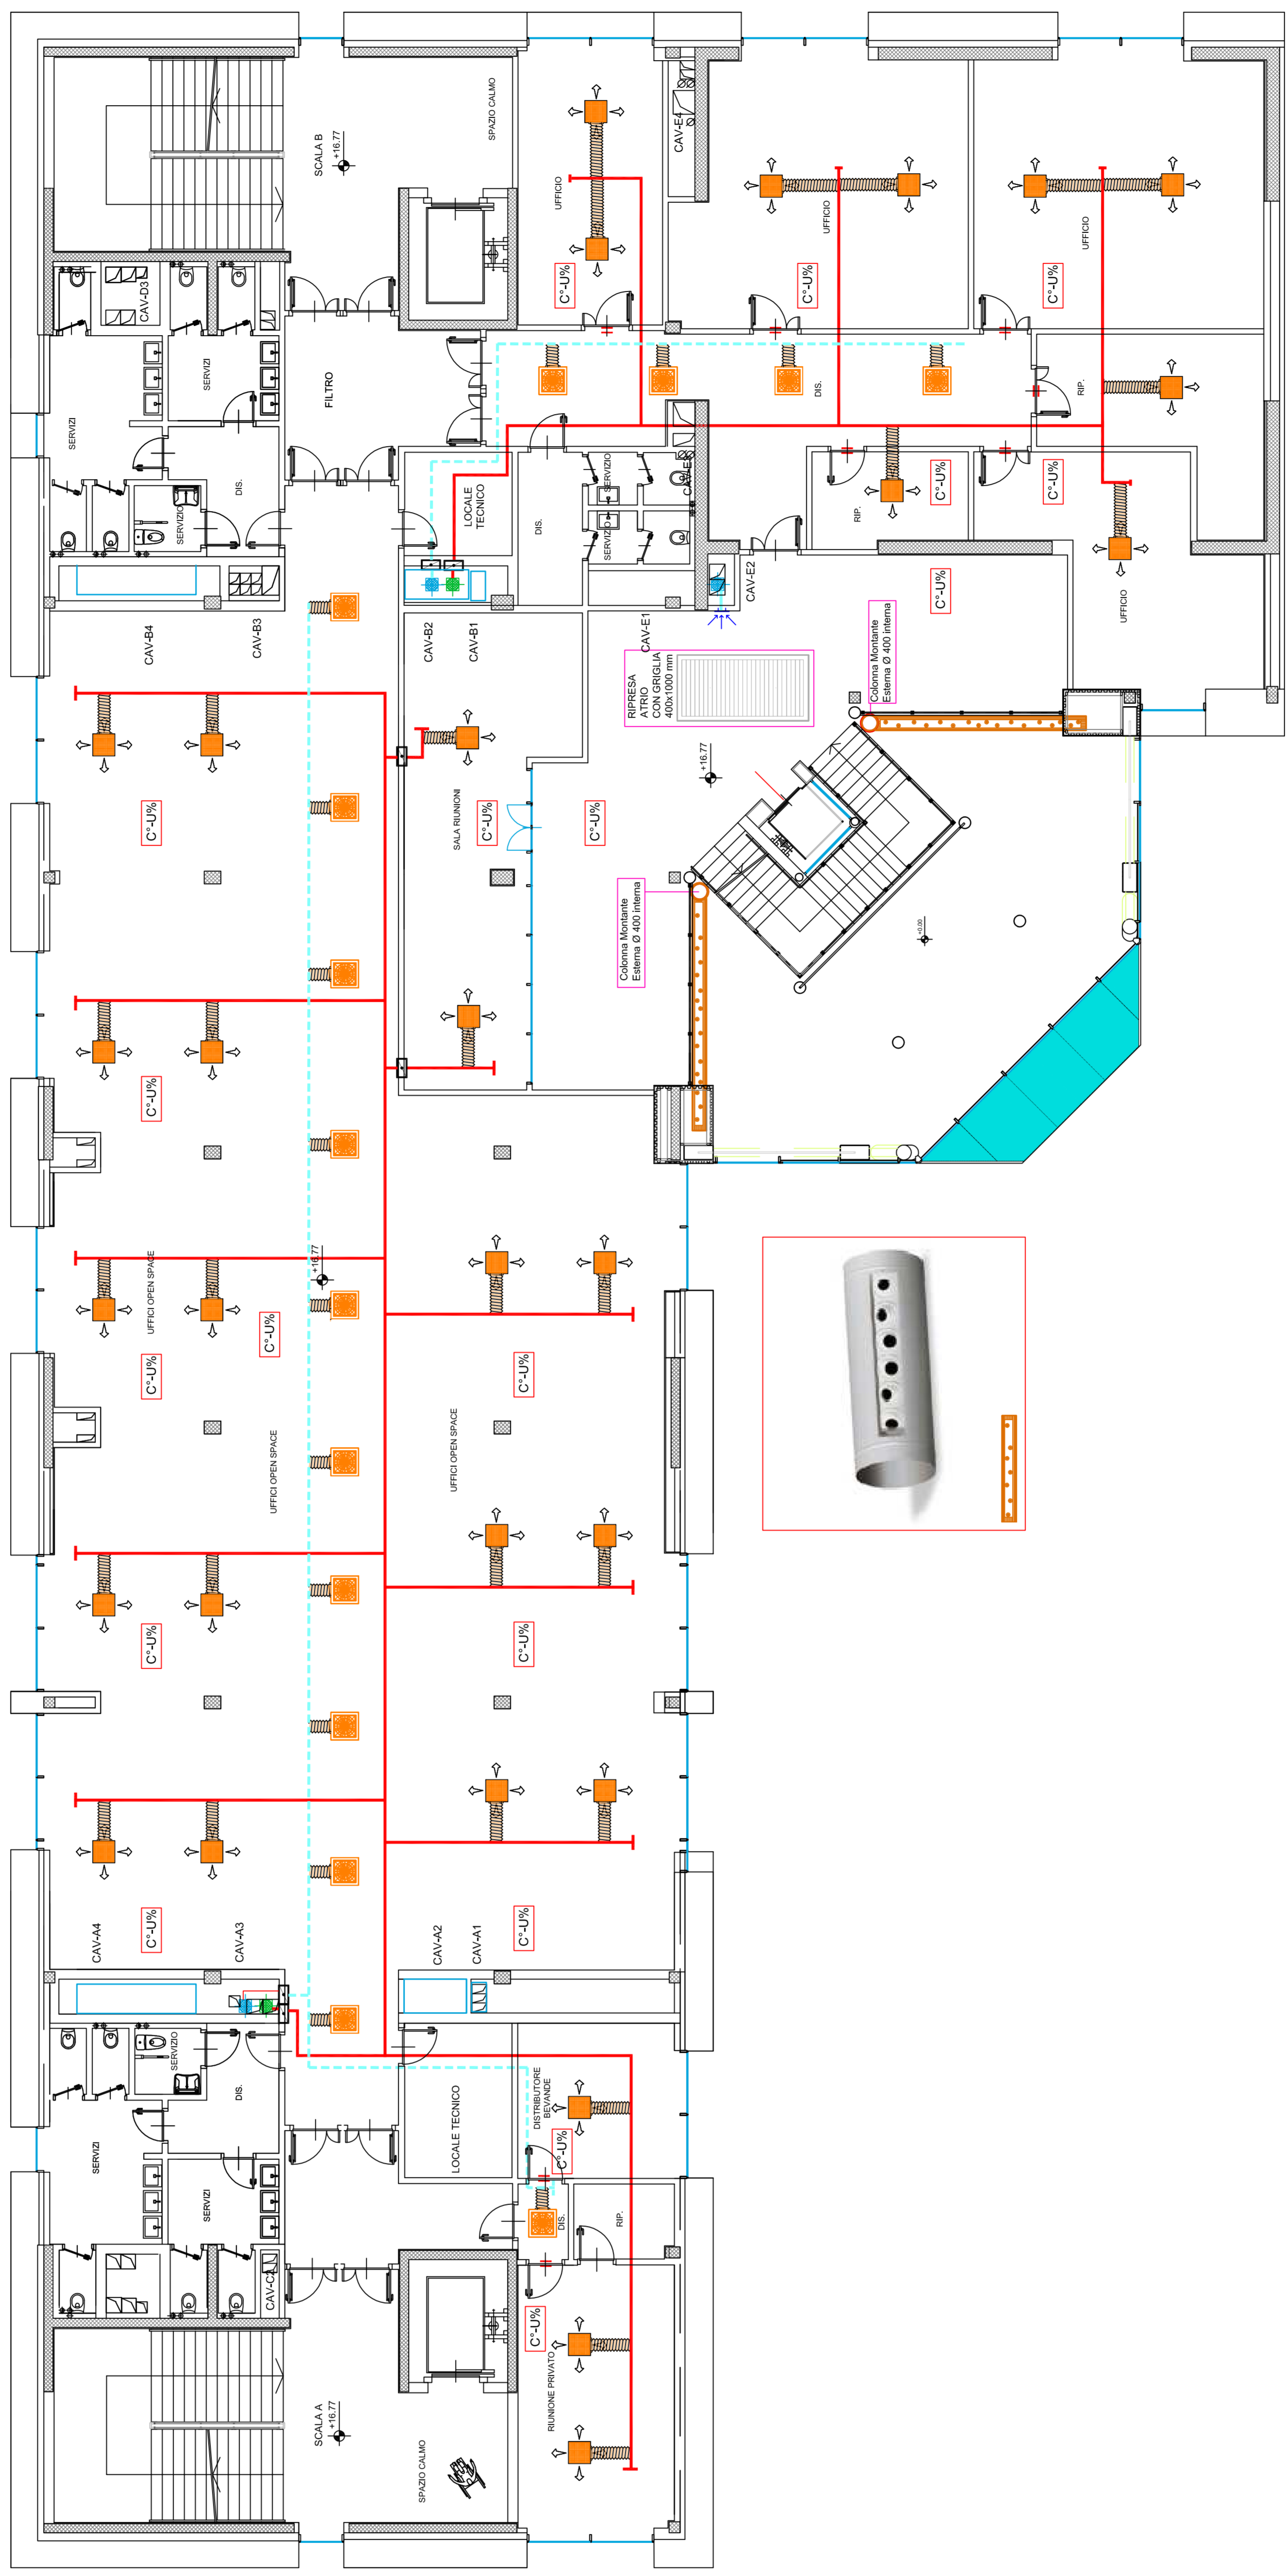 SCALA B
+16.77
SPAZIO CALMO
UFFICIO
CAV-E4
UFFICIO
UFFICIO
CAV-D3
C°-U%
C°-U%
C°-U%
SERVIZI
SERVIZI
FILTRO
DIS.
RIP.
DIS.
SERVIZIO
LOCALE
TECNICO
DIS.
SERVIZIO
SERVIZIO
RIP.
C°-U%
C°-U%
CAV-E2
C°-U%
UFFICIO
CAV-B4
CAV-B3
CAV-B2
CAV-B1
CAV-E1
RIPRESA
ATRIO
CON GRIGLIA
400x1000 mm
Colonna Montante
Esterna Ø 400 interna
+16.77
C°-U%
SALA RIUNIONI
C°-U%
C°-U%
Colonna Montante
Esterna Ø 400 interna
+0.00
C°-U%
UFFICI OPEN SPACE
+16.77
C°-U%
C°-U%
C°-U%
UFFICI OPEN SPACE
UFFICI OPEN SPACE
C°-U%
C°-U%
CAV-A4
C°-U%
CAV-A3
CAV-A2
CAV-A1
C°-U%
SERVIZIO
DIS.
SERVIZI
SERVIZI
LOCALE TECNICO
DISTRIBUTORE
BEVANDE
C°-U%
DIS.
RIP.
CAV-C2
C°-U%
RIUNIONE PRIVATO
SCALA A
+16.77
SPAZIO CALMO